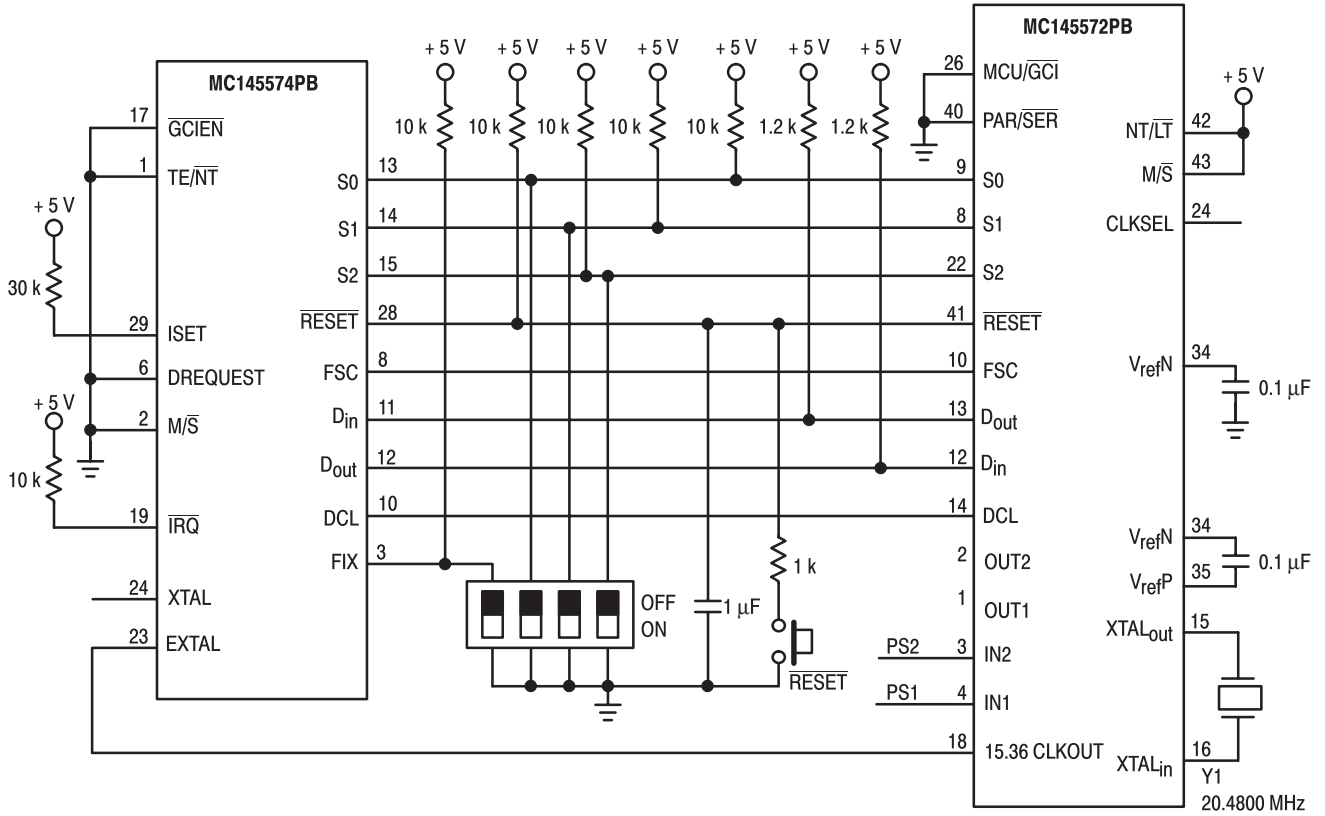 MC145572PB
+ 5 V
+ 5 V
+ 5 V
+ 5 V
+ 5 V
+ 5 V
+ 5 V
MC145574PB
26
MCU/GCI
+ 5 V
17
GCIEN
10 k
10 k
10 k
10 k
10 k
1.2 k
1.2 k
40
PAR/SER
NT/LT
42
1
TE/NT
S0
13
9
S0
M/S
43
+ 5 V
S1
14
8
S1
CLKSEL
24
30 k
S2
15
22
S2
29
ISET
RESET
28
41
RESET
6
DREQUEST
FSC
8
10
FSC
VrefN
34
0.1 µF
+ 5 V
2
M/S
Din
11
13
Dout
10 k
Dout
12
12
Din
19
IRQ
DCL
10
14
DCL
VrefN
34
0.1 µF
FIX
3
1 k
2
OUT2
VrefP
35
24
XTAL
OFF
ON
1 µF
1
OUT1
XTALout
15
23
EXTAL
PS2
3
IN2
RESET
PS1
4
IN1
18
15.36 CLKOUT
XTALin
16
Y1
20.4800 MHz